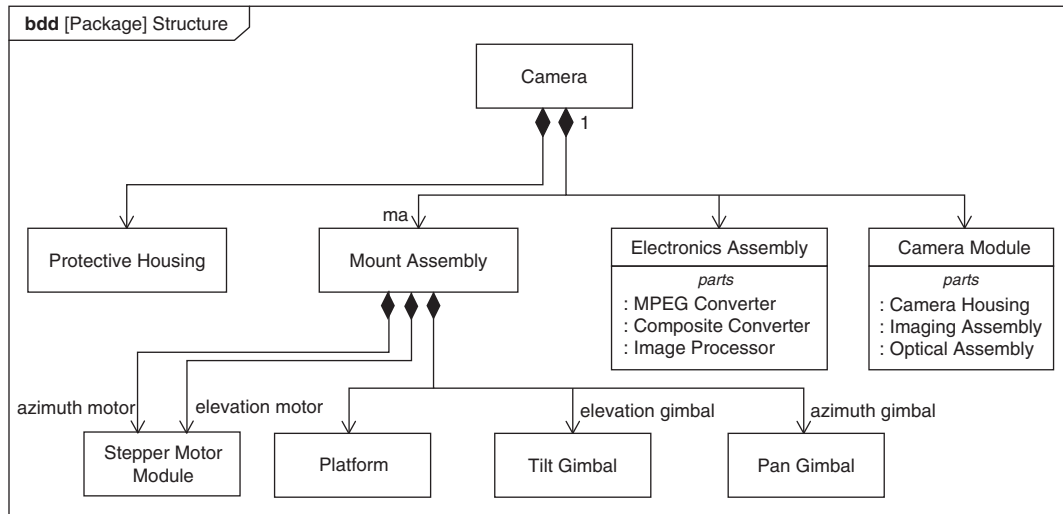 bdd [Package] Structure
Camera
1
ma
Protective Housing
Mount Assembly
Electronics Assembly
parts
: MPEG Converter
: Composite Converter
: Image Processor
Camera Module
parts
: Camera Housing
: Imaging Assembly
: Optical Assembly
azimuth motor
elevation motor
elevation gimbal
azimuth gimbal
Stepper Motor
Module
Platform
Tilt Gimbal
Pan Gimbal